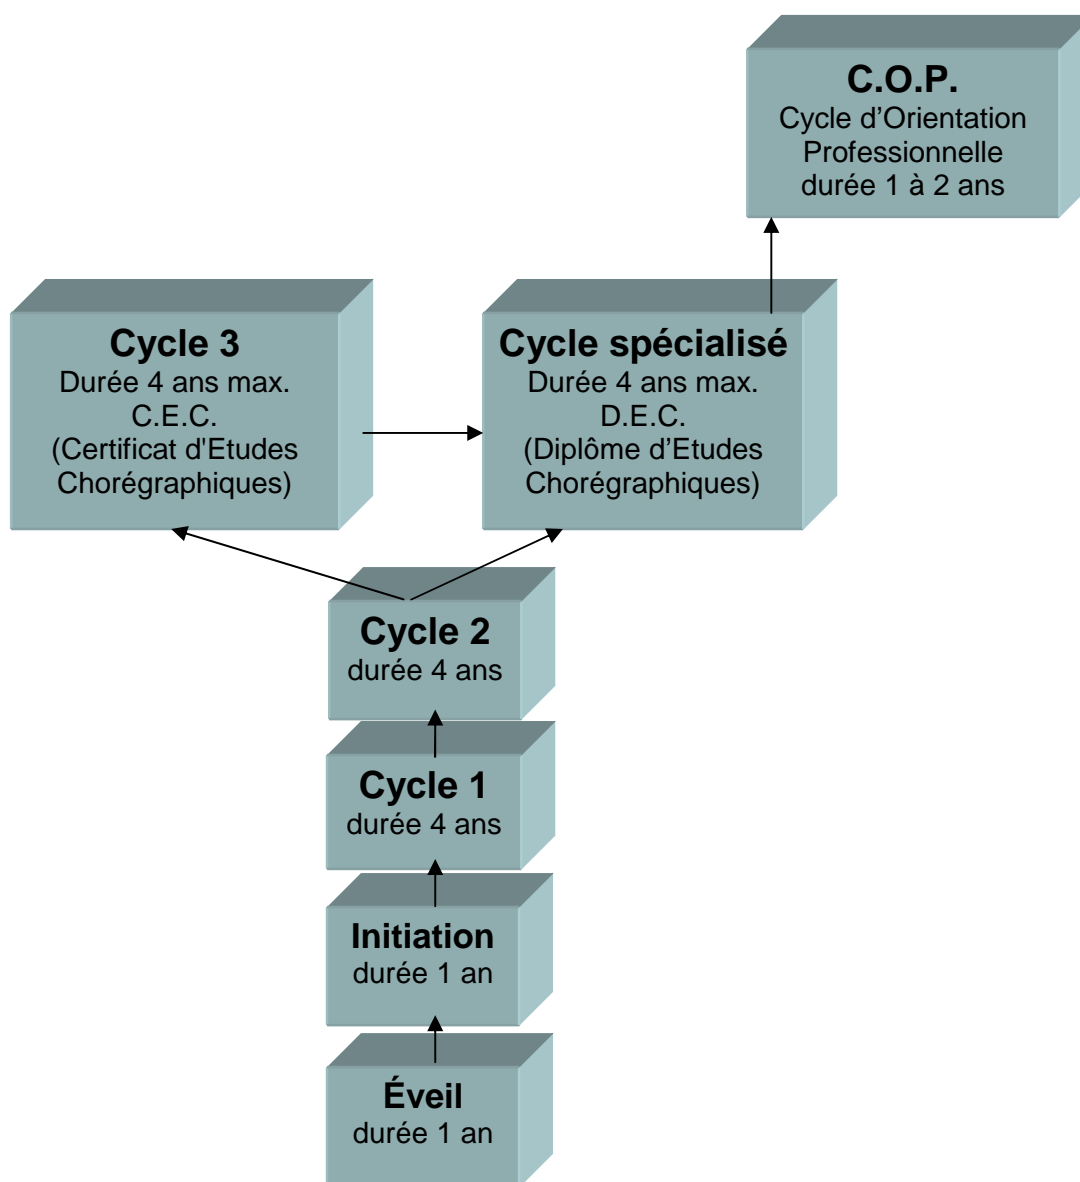 C.O.P.
Cycle d’Orientation
Professionnelle
durée 1 à 2 ans
Cycle 3
Durée 4 ans max.
C.E.C.
(Certificat d'Etudes
Chorégraphiques)
Cycle spécialisé
Durée 4 ans max.
D.E.C.
(Diplôme d’Etudes
Chorégraphiques)
Cycle 2
durée 4 ans
Cycle 1
durée 4 ans
Initiation
durée 1 an
Éveil
durée 1 an